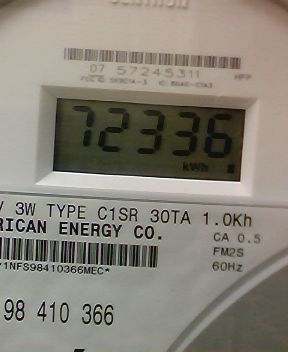 07 57245311 HFP
72336
kWh
V 3W TYPE C1SR 30TA 1.0Kh
RICAN ENERGY CO.
CA 0.5
FM2S
60Hz
*1NFS98410366MEC*
98 410 366